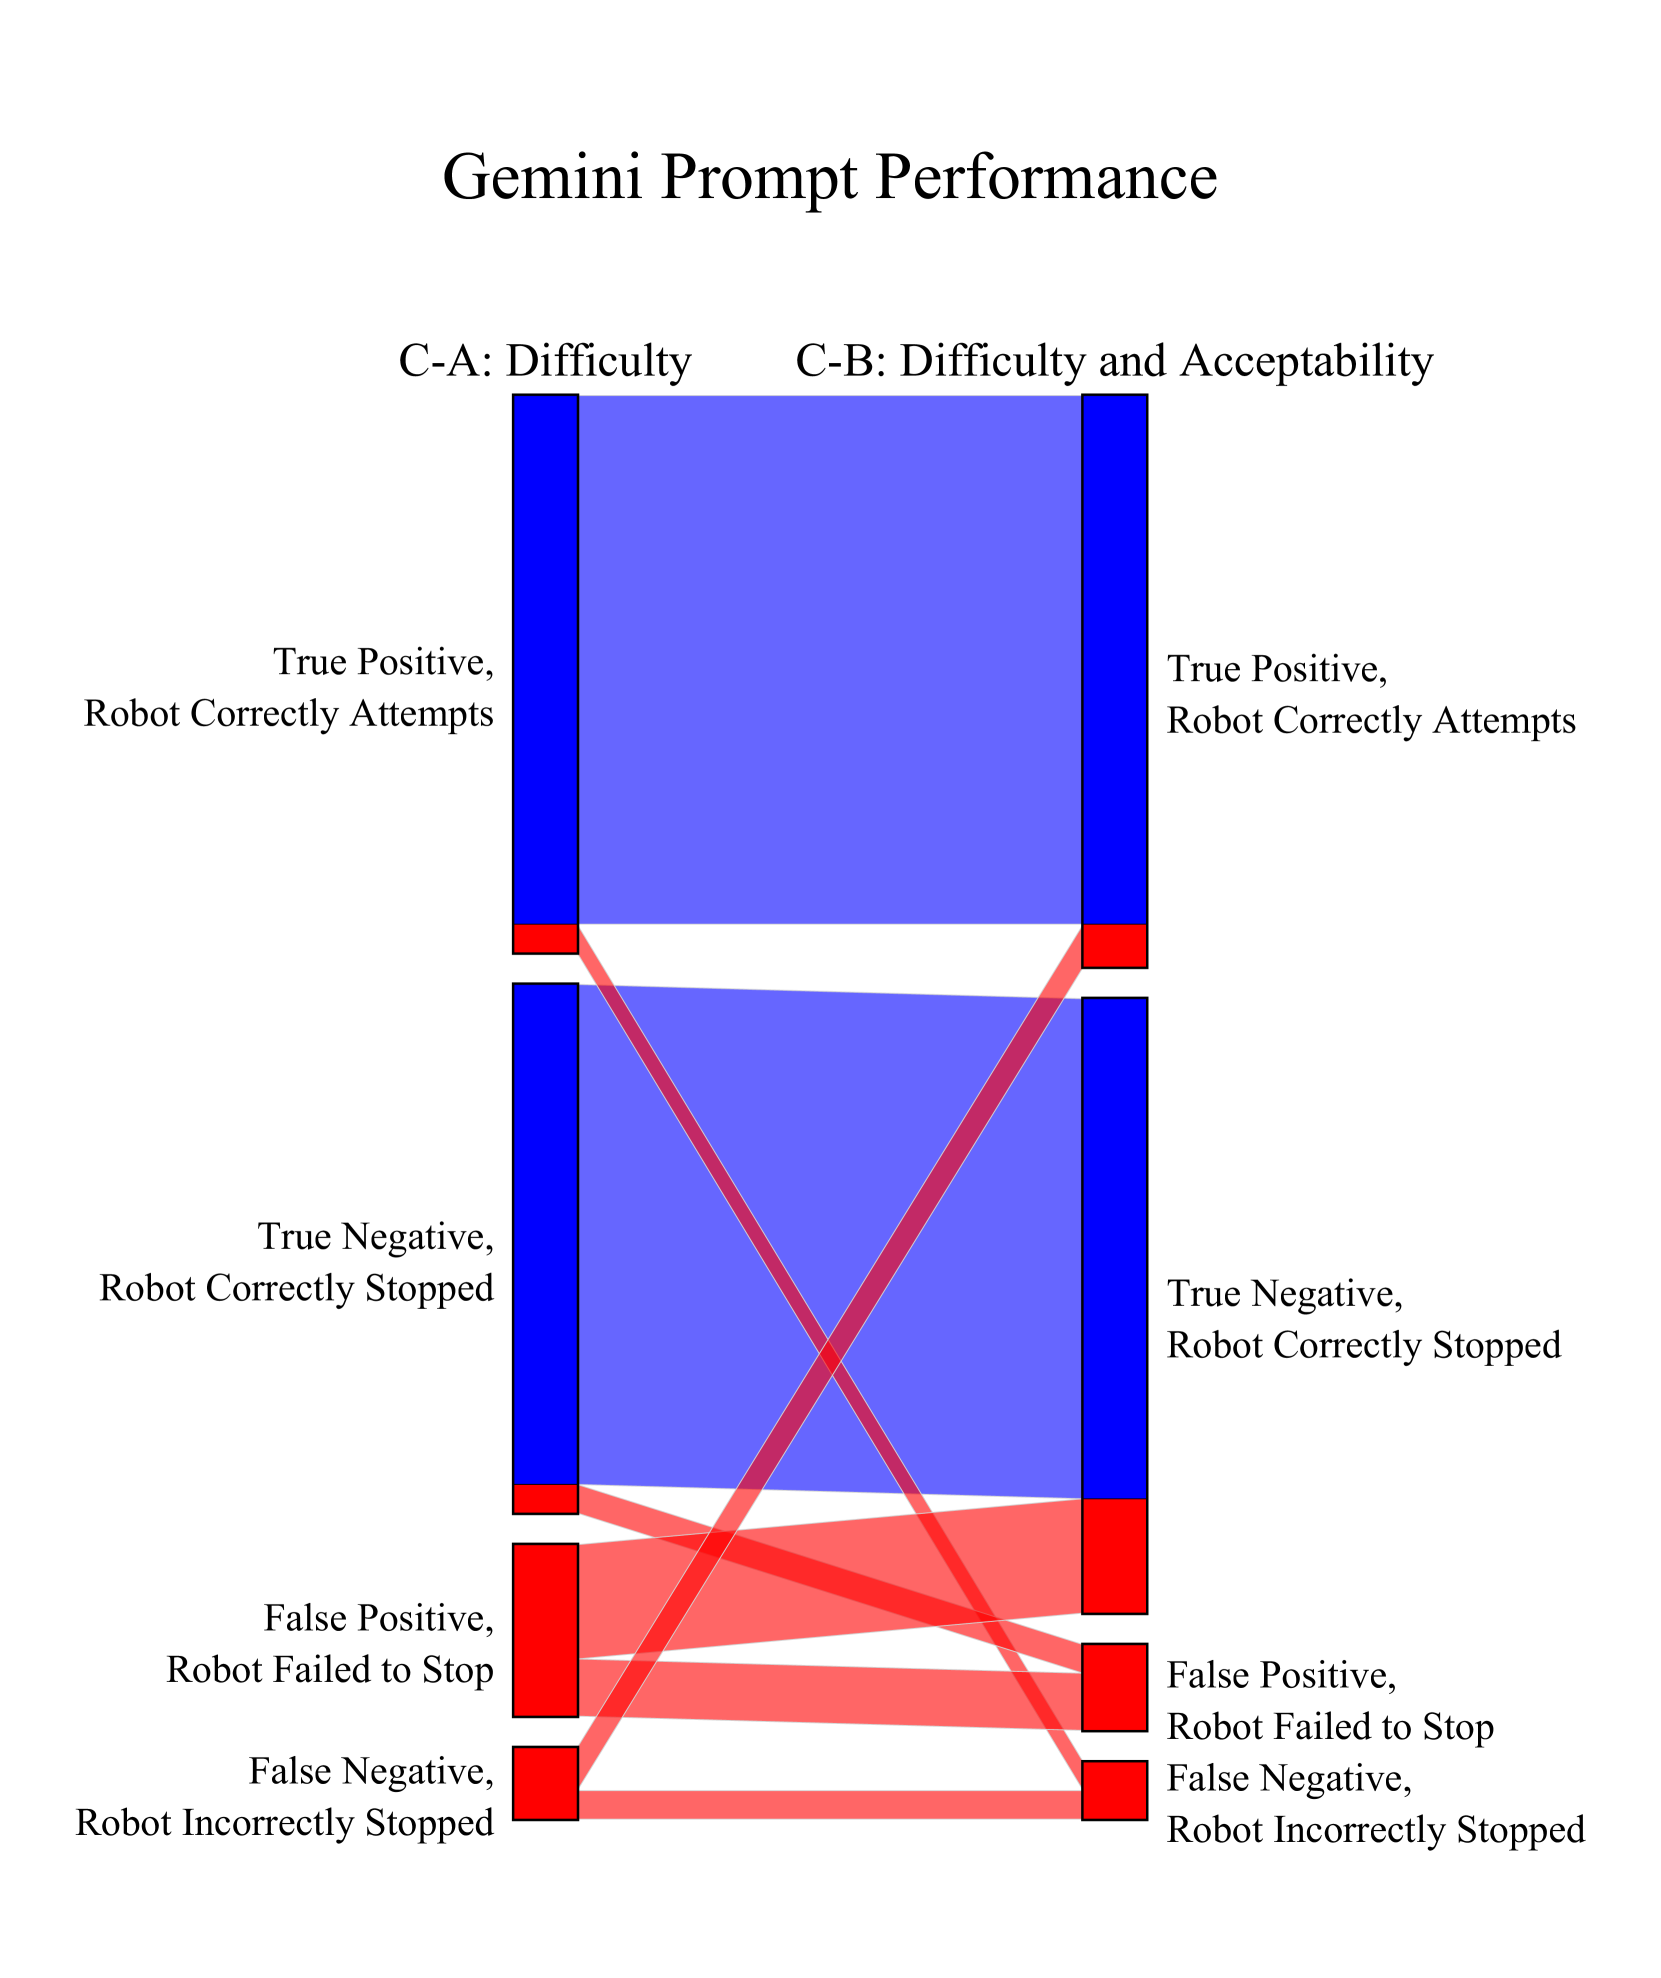 Gemini Prompt Performance
C-A: Difficulty
C-B: Difficulty and Acceptability
True Positive,
Robot Correctly Attempts
True Positive,
Robot Correctly Attempts
True Negative,
Robot Correctly Stopped
True Negative,
Robot Correctly Stopped
False Positive,
Robot Failed to Stop
False Positive,
Robot Failed to Stop
False Negative,
Robot Incorrectly Stopped
False Negative,
Robot Incorrectly Stopped